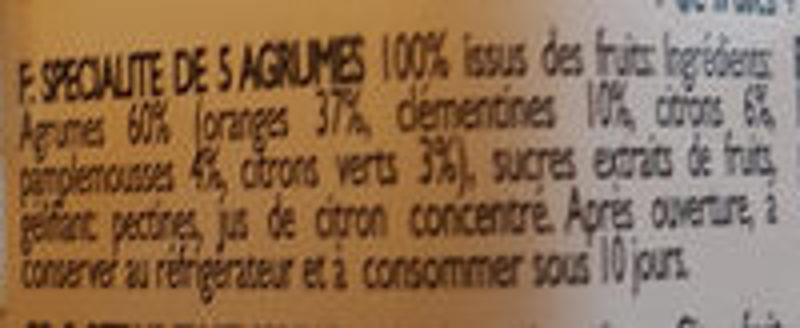 F. SPECIALITE DE 5 AGRUMES 100% issus des fruits: Ingrédients:
Agrumes 60% (oranges 37%, clémentines 10%, citrons 6%,
pamplemousses 4%, citrons verts 3%), sucres extraits de fruits,
gélifiant: pectines, jus de citron concentré. Après ouverture, à
conserver au réfrigérateur et à consommer sous 10 jours.